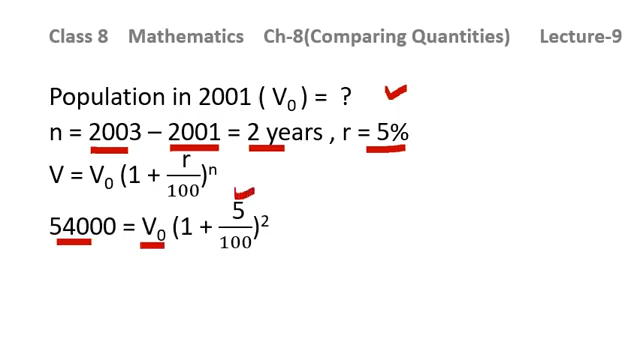 Class 8 Mathematics Ch-8(Comparing Quantities) Lecture-9
Population in 2001 ( V₀ ) = ?
n = 2003 – 2001 = 2 years , r = 5%
V = V₀ (1 + r/100)ⁿ
54000 = V₀ (1 + 5/100)²